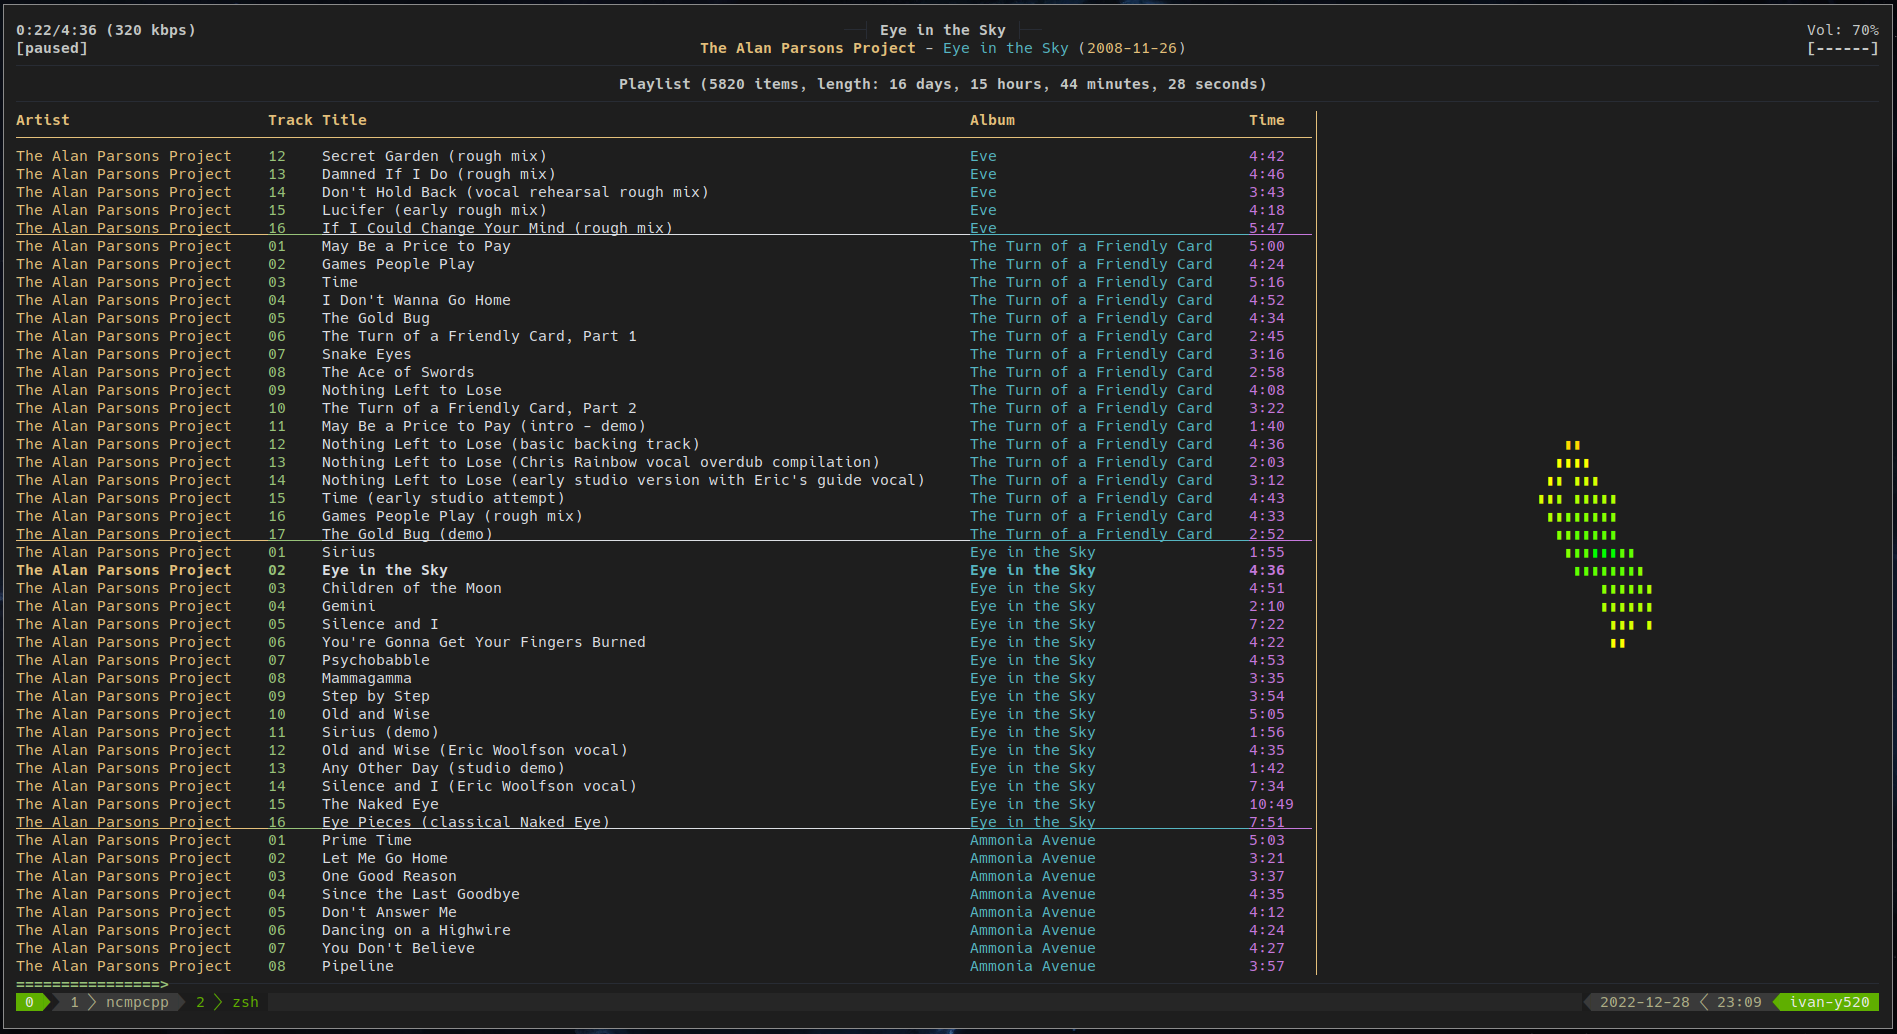 0:22/4:36 (320 kbps) Eye in the Sky Vol: 70%
[paused] The Alan Parsons Project - Eye in the Sky (2008-11-26) [------]
Playlist (5820 items, length: 16 days, 15 hours, 44 minutes, 28 seconds)
Artist Track Title Album Time
The Alan Parsons Project 12 Secret Garden (rough mix) Eve 4:42
The Alan Parsons Project 13 Damned If I Do (rough mix) Eve 4:46
The Alan Parsons Project 14 Don't Hold Back (vocal rehearsal rough mix) Eve 3:43
The Alan Parsons Project 15 Lucifer (early rough mix) Eve 4:18
The Alan Parsons Project 16 If I Could Change Your Mind (rough mix) Eve 5:47
The Alan Parsons Project 01 May Be a Price to Pay The Turn of a Friendly Card 5:00
The Alan Parsons Project 02 Games People Play The Turn of a Friendly Card 4:24
The Alan Parsons Project 03 Time The Turn of a Friendly Card 5:16
The Alan Parsons Project 04 I Don't Wanna Go Home The Turn of a Friendly Card 4:52
The Alan Parsons Project 05 The Gold Bug The Turn of a Friendly Card 4:34
The Alan Parsons Project 06 The Turn of a Friendly Card, Part 1 The Turn of a Friendly Card 2:45
The Alan Parsons Project 07 Snake Eyes The Turn of a Friendly Card 3:16
The Alan Parsons Project 08 The Ace of Swords The Turn of a Friendly Card 2:58
The Alan Parsons Project 09 Nothing Left to Lose The Turn of a Friendly Card 4:08
The Alan Parsons Project 10 The Turn of a Friendly Card, Part 2 The Turn of a Friendly Card 3:22
The Alan Parsons Project 11 May Be a Price to Pay (intro - demo) The Turn of a Friendly Card 1:40
The Alan Parsons Project 12 Nothing Left to Lose (basic backing track) The Turn of a Friendly Card 4:36
The Alan Parsons Project 13 Nothing Left to Lose (Chris Rainbow vocal overdub compilation) The Turn of a Friendly Card 2:03
The Alan Parsons Project 14 Nothing Left to Lose (early studio version with Eric's guide vocal) The Turn of a Friendly Card 3:12
The Alan Parsons Project 15 Time (early studio attempt) The Turn of a Friendly Card 4:43
The Alan Parsons Project 16 Games People Play (rough mix) The Turn of a Friendly Card 4:33
The Alan Parsons Project 17 The Gold Bug (demo) The Turn of a Friendly Card 2:52
The Alan Parsons Project 01 Sirius Eye in the Sky 1:55
The Alan Parsons Project 02 Eye in the Sky Eye in the Sky 4:36
The Alan Parsons Project 03 Children of the Moon Eye in the Sky 4:51
The Alan Parsons Project 04 Gemini Eye in the Sky 2:10
The Alan Parsons Project 05 Silence and I Eye in the Sky 7:22
The Alan Parsons Project 06 You're Gonna Get Your Fingers Burned Eye in the Sky 4:22
The Alan Parsons Project 07 Psychobabble Eye in the Sky 4:53
The Alan Parsons Project 08 Mammagamma Eye in the Sky 3:35
The Alan Parsons Project 09 Step by Step Eye in the Sky 3:54
The Alan Parsons Project 10 Old and Wise Eye in the Sky 5:05
The Alan Parsons Project 11 Sirius (demo) Eye in the Sky 1:56
The Alan Parsons Project 12 Old and Wise (Eric Woolfson vocal) Eye in the Sky 4:35
The Alan Parsons Project 13 Any Other Day (studio demo) Eye in the Sky 1:42
The Alan Parsons Project 14 Silence and I (Eric Woolfson vocal) Eye in the Sky 7:34
The Alan Parsons Project 15 The Naked Eye Eye in the Sky 10:49
The Alan Parsons Project 16 Eye Pieces (classical Naked Eye) Eye in the Sky 7:51
The Alan Parsons Project 01 Prime Time Ammonia Avenue 5:03
The Alan Parsons Project 02 Let Me Go Home Ammonia Avenue 3:21
The Alan Parsons Project 03 One Good Reason Ammonia Avenue 3:37
The Alan Parsons Project 04 Since the Last Goodbye Ammonia Avenue 4:35
The Alan Parsons Project 05 Don't Answer Me Ammonia Avenue 4:12
The Alan Parsons Project 06 Dancing on a Highwire Ammonia Avenue 4:24
The Alan Parsons Project 07 You Don't Believe Ammonia Avenue 4:27
The Alan Parsons Project 08 Pipeline Ammonia Avenue 3:57
================>
0 1 ncmpcpp 2 zsh 2022-12-28 23:09 ivan-y520